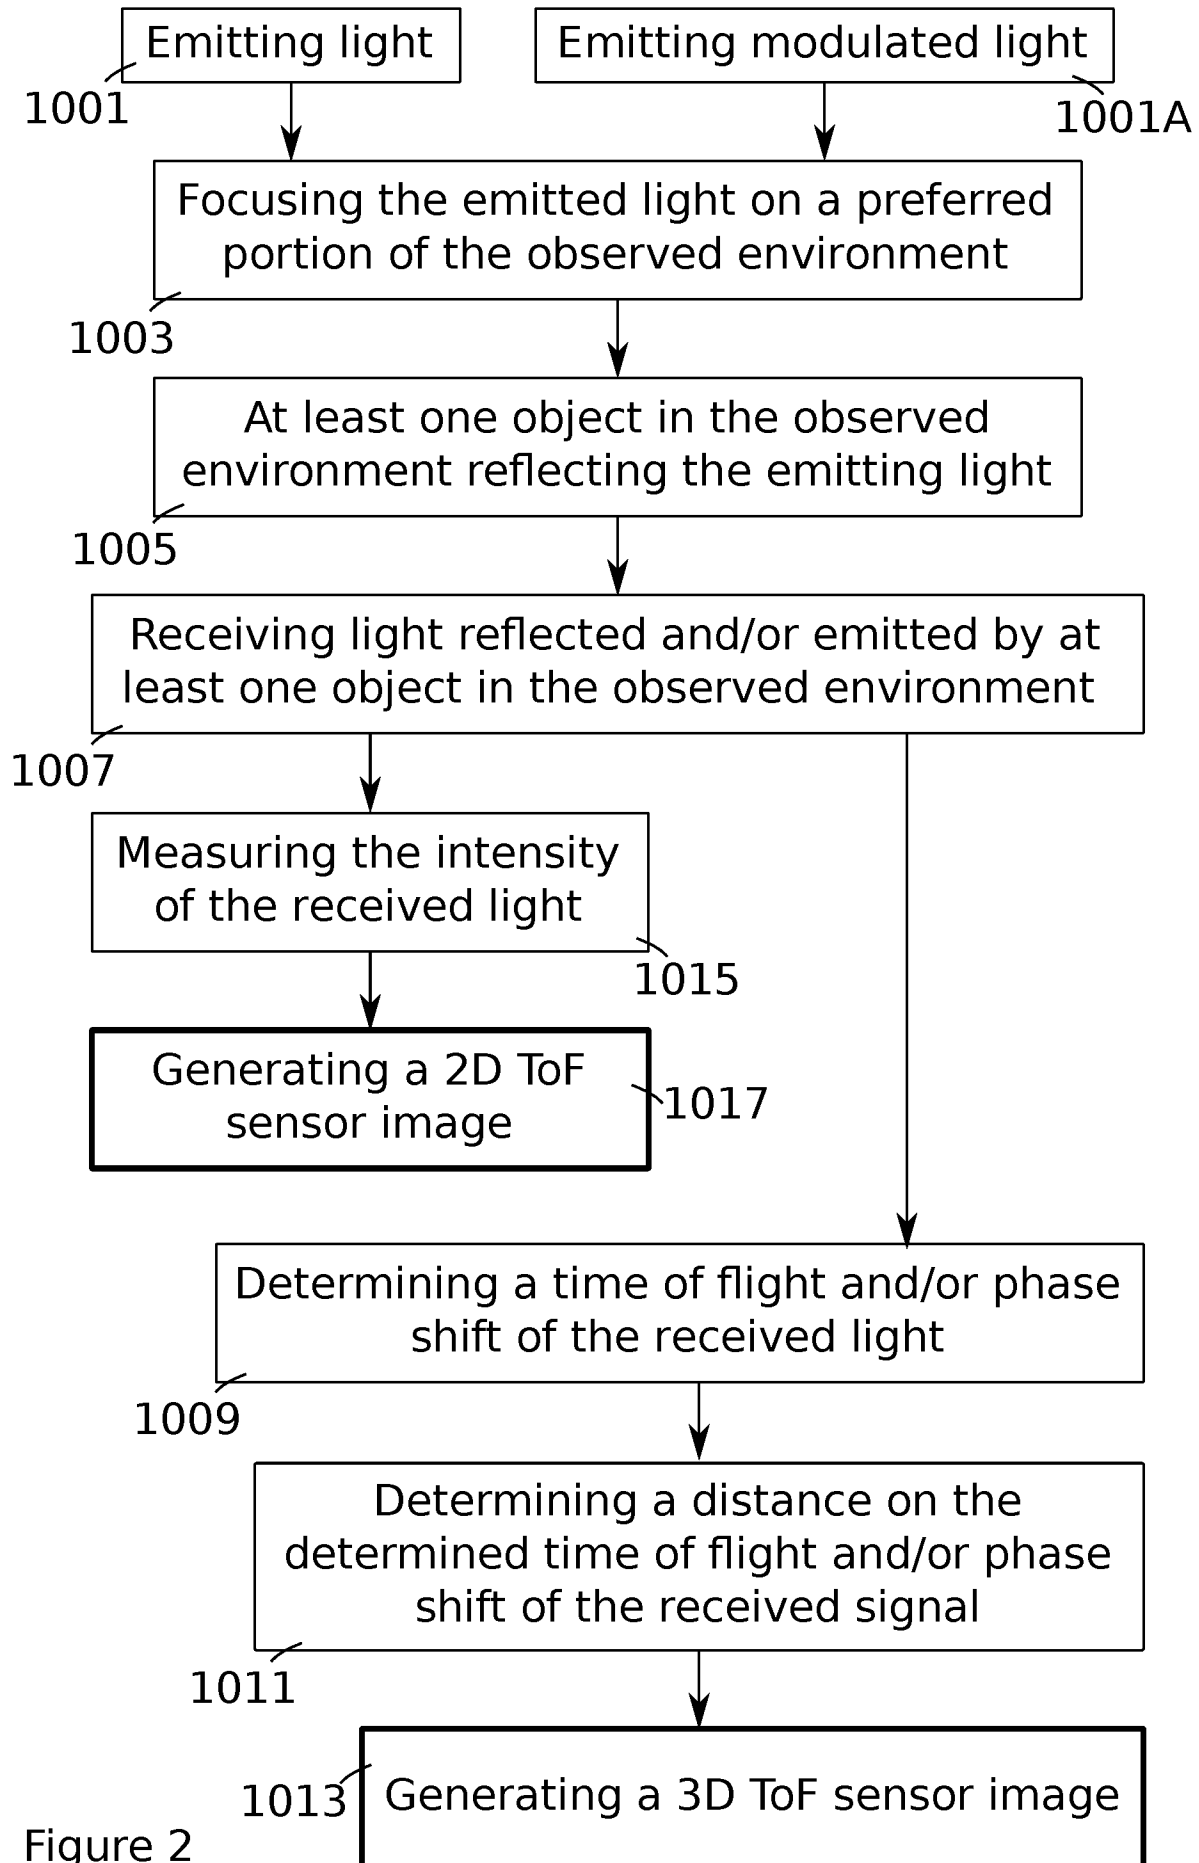 Emitting light
Emitting modulated light
1001
1001A
Focusing the emitted light on a preferred
portion of the observed environment
1003
At least one object in the observed
environment reflecting the emitting light
1005
Receiving light reflected and/or emitted by at
least one object in the observed environment
1007
Measuring the intensity
of the received light
1015
Generating a 2D ToF
sensor image
1017
Determining a time of flight and/or phase
shift of the received light
1009
Determining a distance on the
determined time of flight and/or phase
shift of the received signal
1011
Generating a 3D ToF sensor image
1013
Figure 2